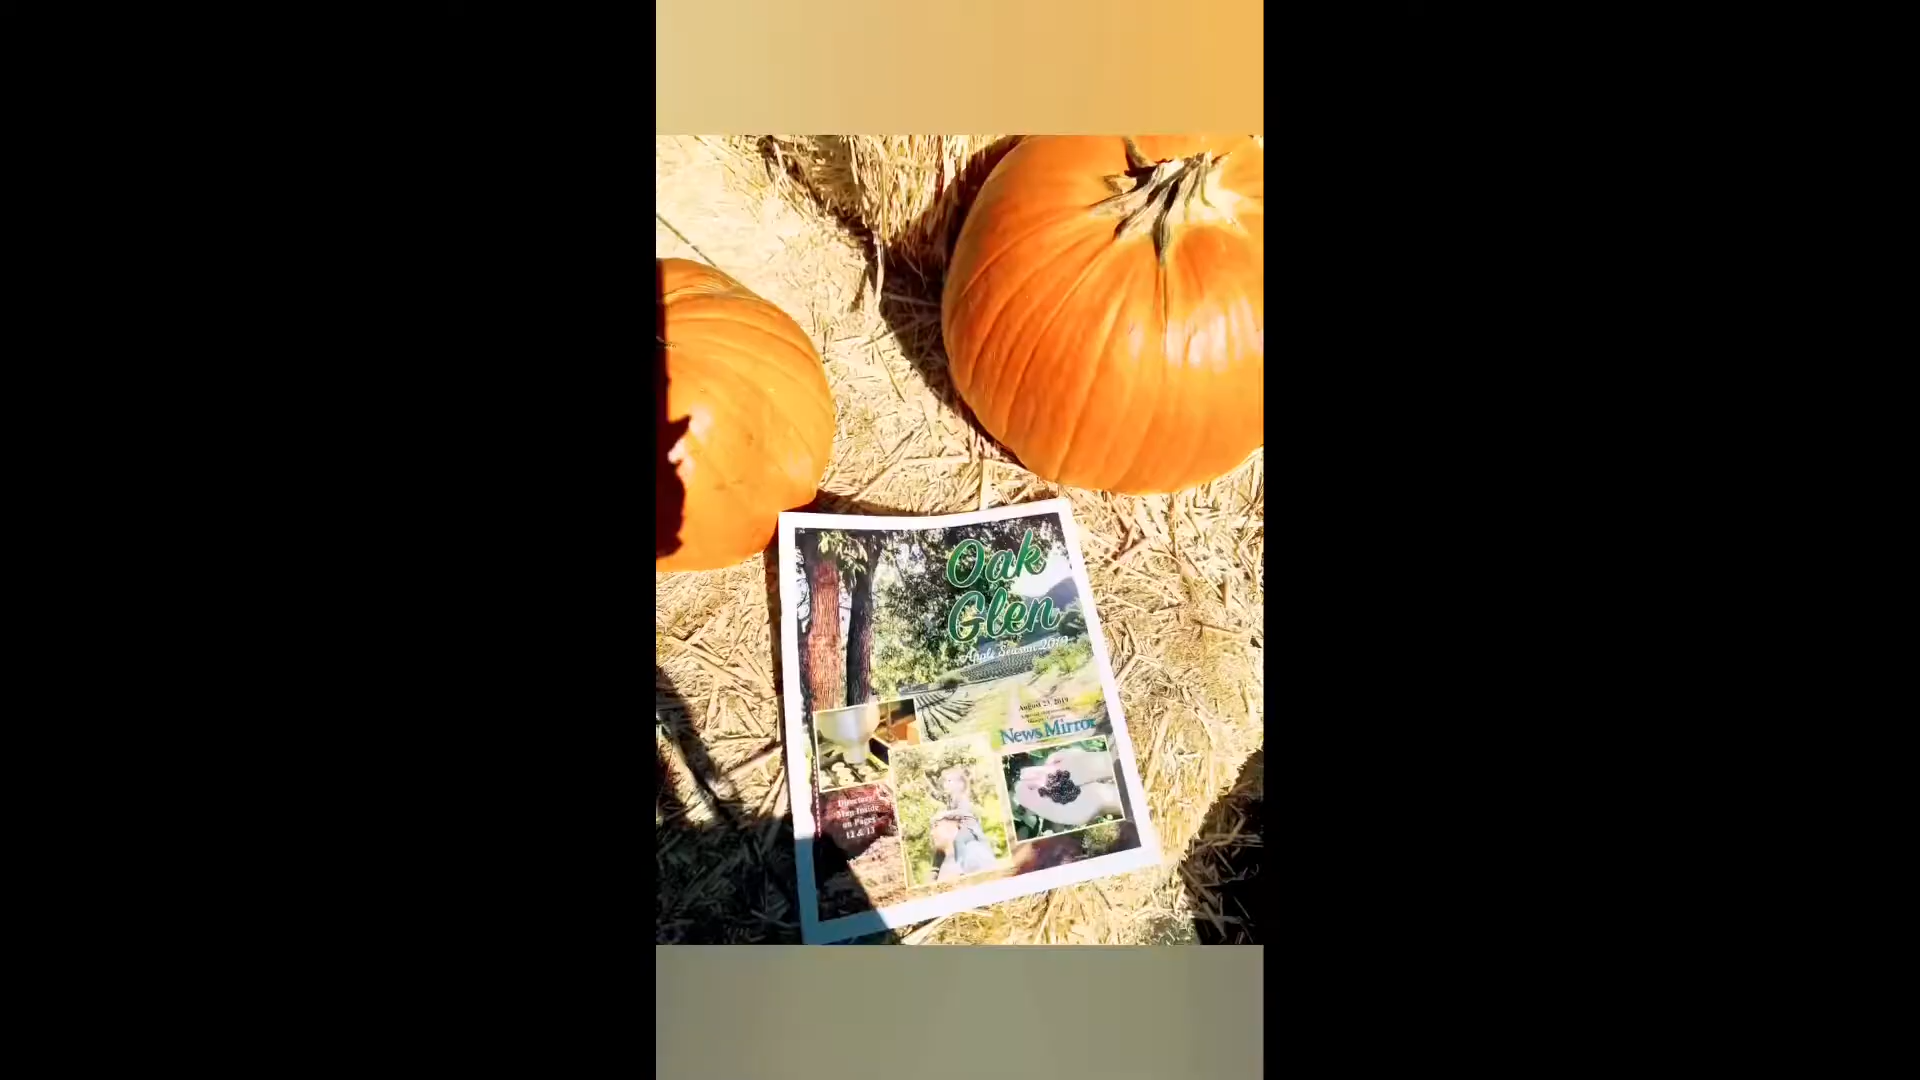 Oak
Glen
Apple Season 2019
August 23, 2019
News Mirror
Directory/
Map Inside
on Pages
12 & 13